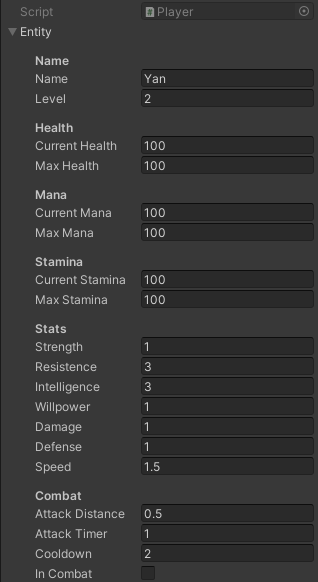 Script Player
Entity
Name
Name Yan
Level 2
Health
Current Health 100
Max Health 100
Mana
Current Mana 100
Max Mana 100
Stamina
Current Stamina 100
Max Stamina 100
Stats
Strength 1
Resistence 3
Intelligence 3
Willpower 1
Damage 1
Defense 1
Speed 1.5
Combat
Attack Distance 0.5
Attack Timer 1
Cooldown 2
In Combat